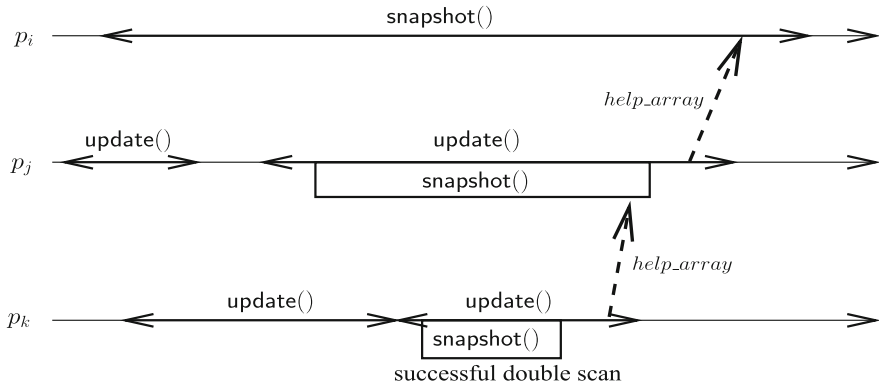 snapshot()
p_i
help_array
update() update()
p_j
snapshot()
help_array
update() update()
p_k
snapshot()
successful double scan